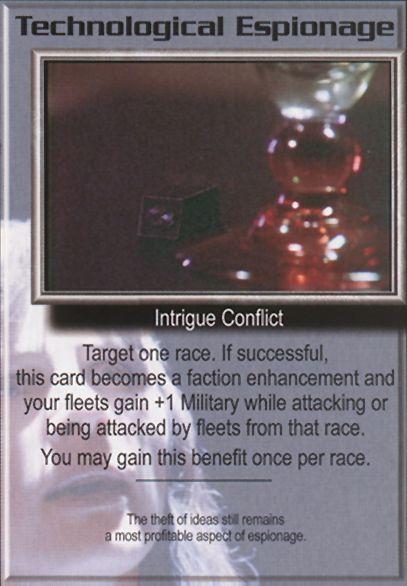 Technological Espionage
Intrigue Conflict
Target one race. If successful,
this card becomes a faction enhancement and
your fleets gain +1 Military while attacking or
being attacked by fleets from that race.
You may gain this benefit once per race.
The theft of ideas still remains
a most profitable aspect of espionage.